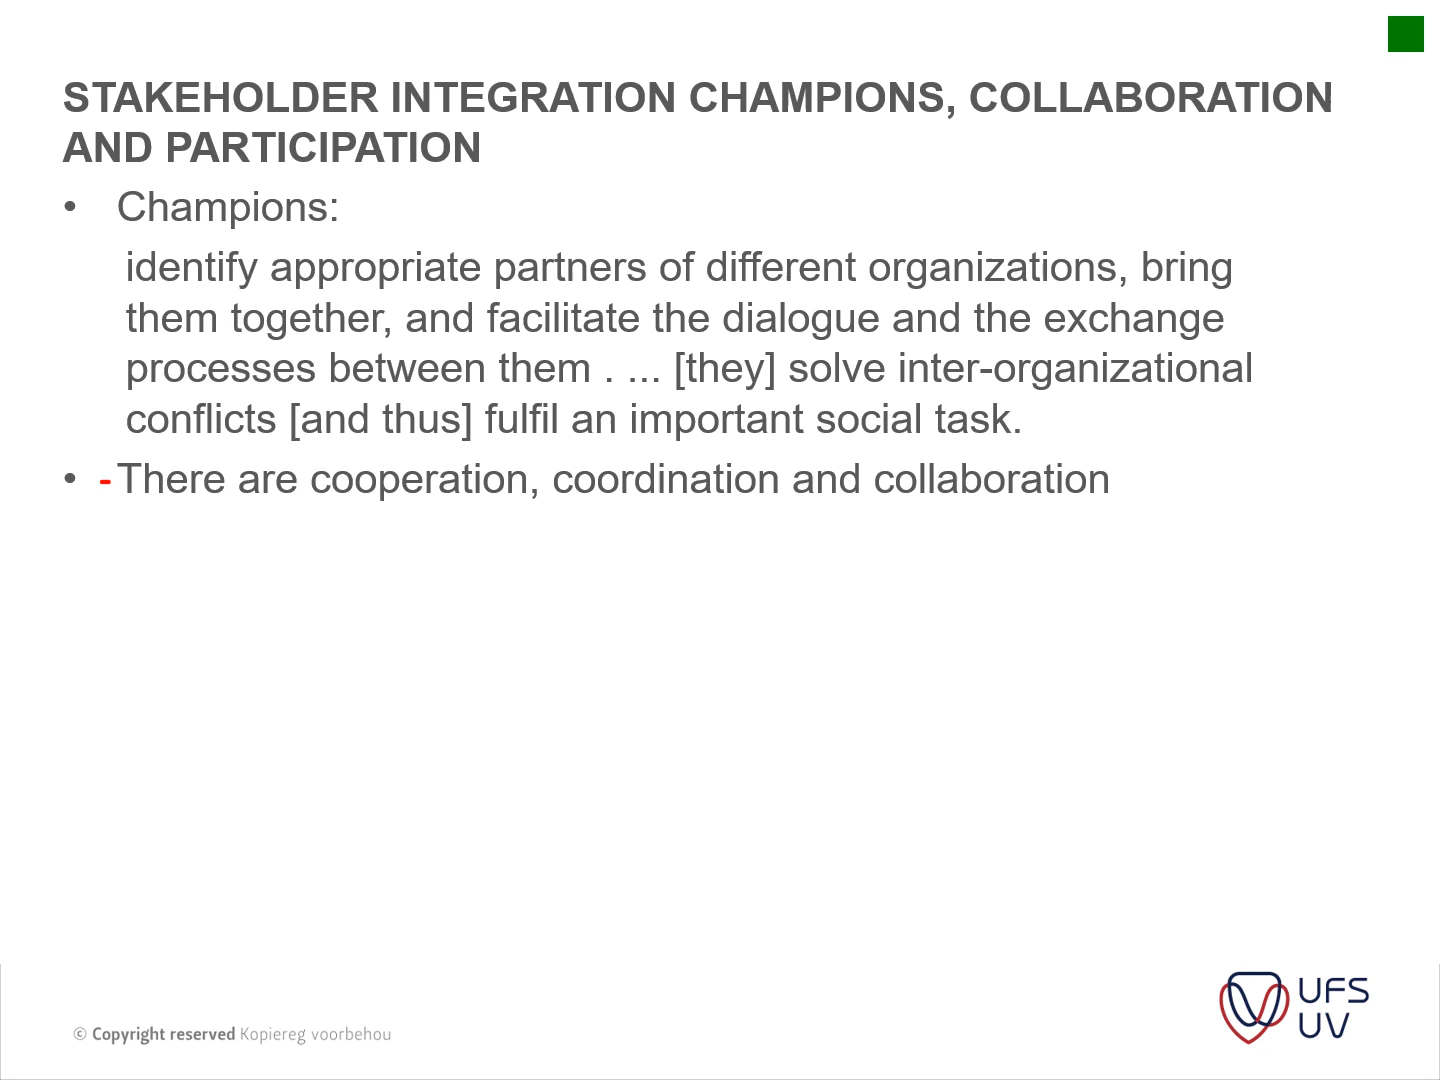 STAKEHOLDER INTEGRATION CHAMPIONS, COLLABORATION
AND PARTICIPATION
• Champions:
identify appropriate partners of different organizations, bring
them together, and facilitate the dialogue and the exchange
processes between them . ... [they] solve inter-organizational
conflicts [and thus] fulfil an important social task.
• - There are cooperation, coordination and collaboration
© Copyright reserved Kopiereg voorbehou
UFS
UV